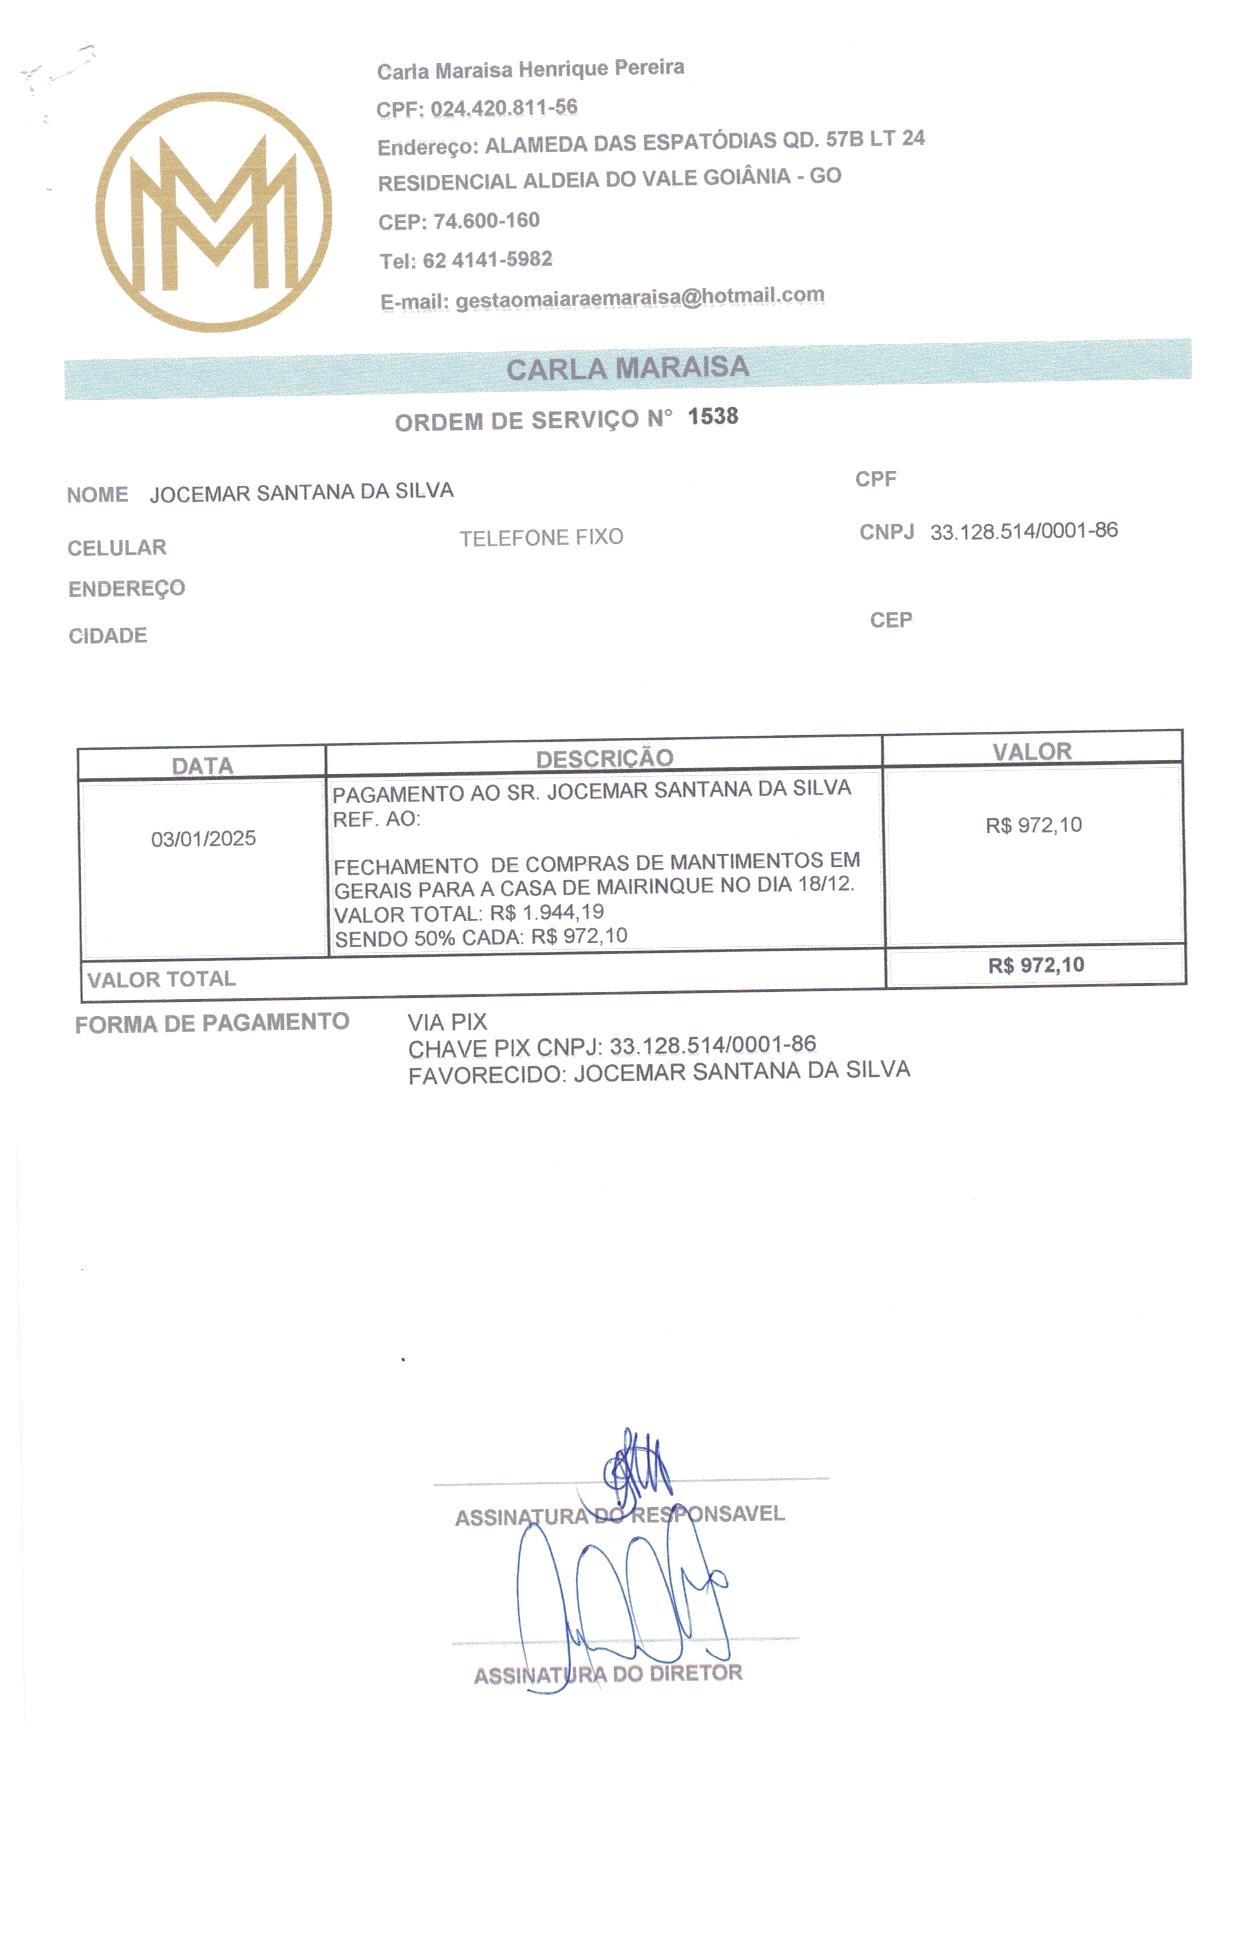 Carla Maraisa Henrique Pereira
CPF: 024.420.811-56
Endereço: ALAMEDA DAS ESPATÓDIAS QD. 57B LT 24
RESIDENCIAL ALDEIA DO VALE GOIÂNIA - GO
CEP: 74.600-160
Tel: 62 4141-5982
E-mail: gestaomaiaraemaraisa@hotmail.com
CARLA MARAISA
ORDEM DE SERVIÇO N° 1538
NOME JOCEMAR SANTANA DA SILVA CPF
CELULAR TELEFONE FIXO CNPJ 33.128.514/0001-86
ENDEREÇO
CIDADE CEP
DATA DESCRIÇÃO VALOR
PAGAMENTO AO SR. JOCEMAR SANTANA DA SILVA
REF. AO:
03/01/2025 R$ 972,10
FECHAMENTO DE COMPRAS DE MANTIMENTOS EM
GERAIS PARA A CASA DE MAIRINQUE NO DIA 18/12.
VALOR TOTAL: R$ 1.944,19
SENDO 50% CADA: R$ 972,10
VALOR TOTAL R$ 972,10
FORMA DE PAGAMENTO VIA PIX
CHAVE PIX CNPJ: 33.128.514/0001-86
FAVORECIDO: JOCEMAR SANTANA DA SILVA
ASSINATURA DO RESPONSAVEL
ASSINATURA DO DIRETOR